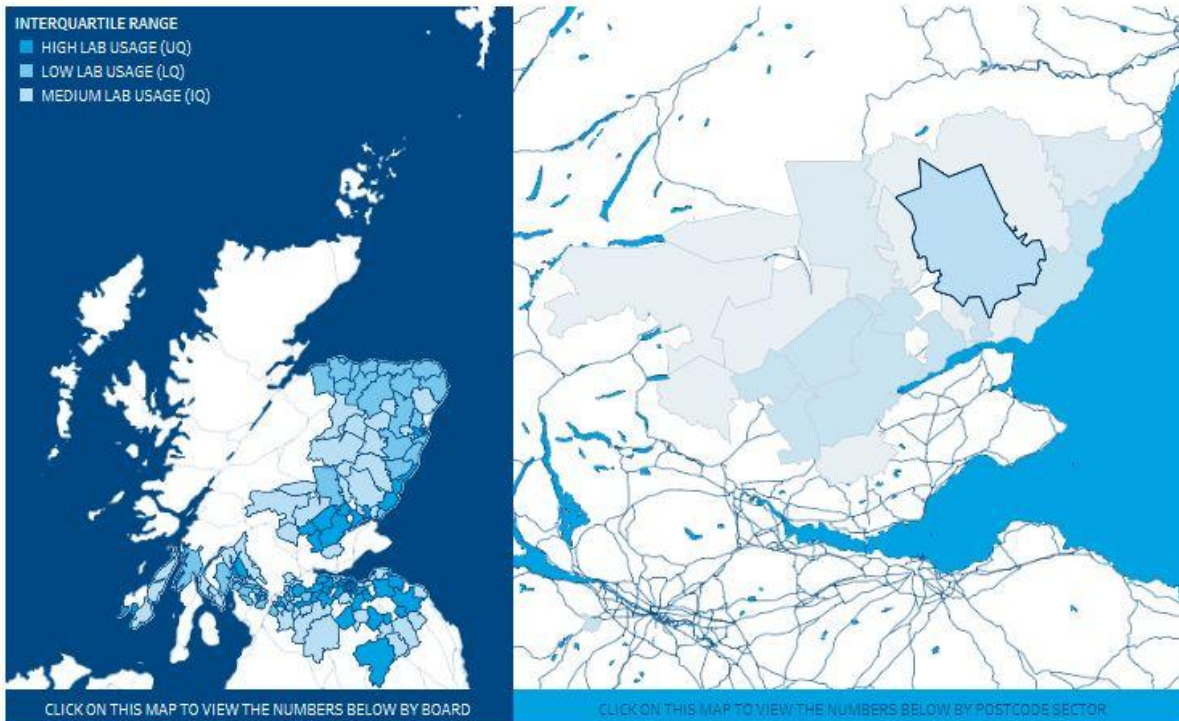 INTERQUARTILE RANGE
HIGH LAB USAGE (UQ)
LOW LAB USAGE (LQ)
MEDIUM LAB USAGE (IQ)
CLICK ON THIS MAP TO VIEW THE NUMBERS BELOW BY BOARD
CLICK ON THIS MAP TO VIEW THE NUMBERS BELOW BY POSTCODE SECTOR